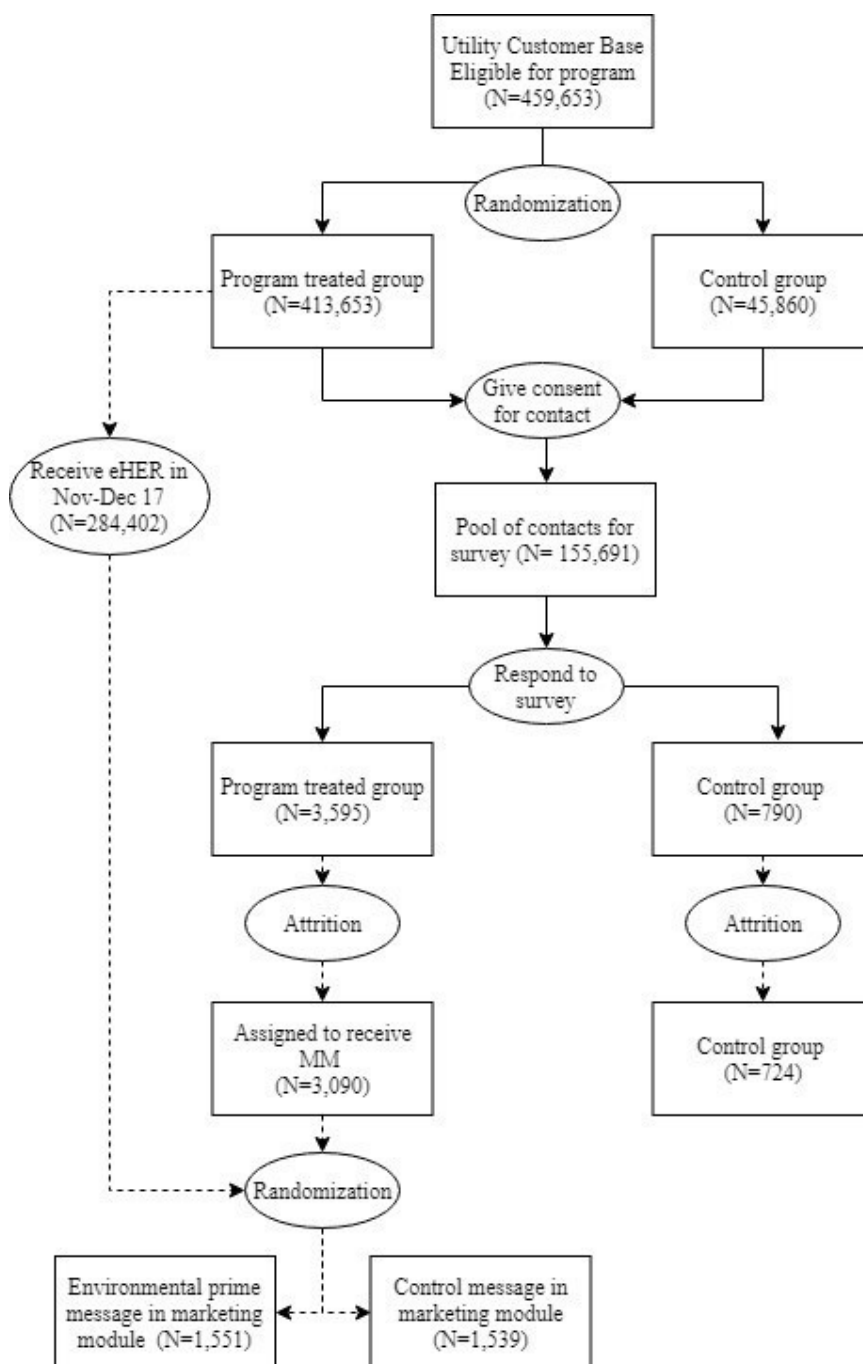 Utility Customer Base
Eligible for program
(N=459,653)
Randomization
Program treated group
(N=413,653)
Control group
(N=45,860)
Give consent
for contact
Receive eHER in
Nov-Dec 17
(N=284,402)
Pool of contacts for
survey (N= 155,691)
Respond to
survey
Program treated group
(N=3,595)
Control group
(N=790)
Attrition
Attrition
Assigned to receive
MM
(N=3,090)
Control group
(N=724)
Randomization
Environmental prime
message in marketing
module (N=1,551)
Control message in
marketing module
(N=1,539)